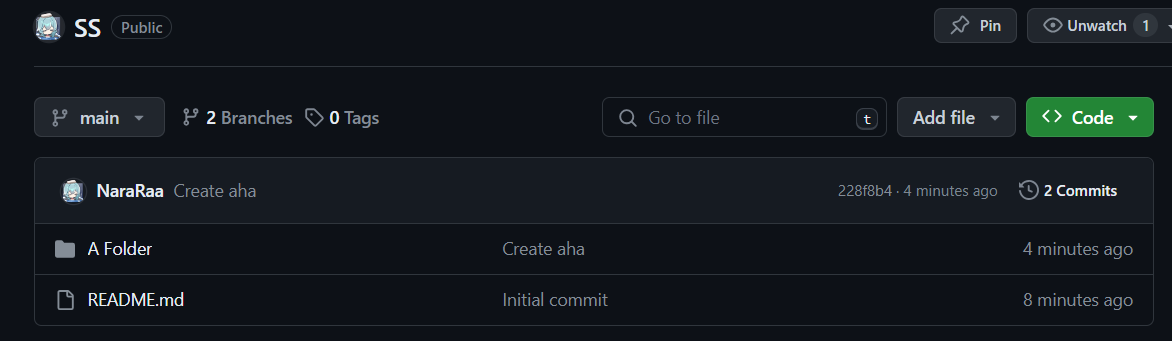 SS Public Pin Unwatch 1
main 2 Branches 0 Tags Go to file t Add file Code
NaraRaa Create aha 228f8b4 · 4 minutes ago 2 Commits
A Folder Create aha 4 minutes ago
README.md Initial commit 8 minutes ago